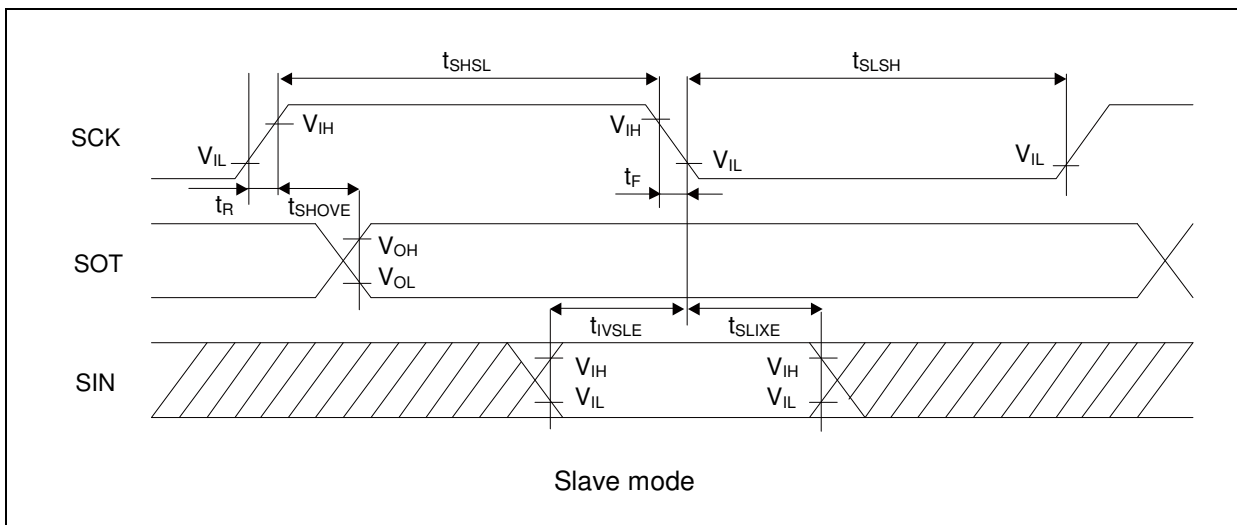 tSHSL
tSLSH
SCK
VIH
VIH
VIL
VIL
VIL
tR
tSHOVE
tF
SOT
VOH
VOL
tIVSLE
tSLIXE
SIN
VIH
VIH
VIL
VIL
Slave mode